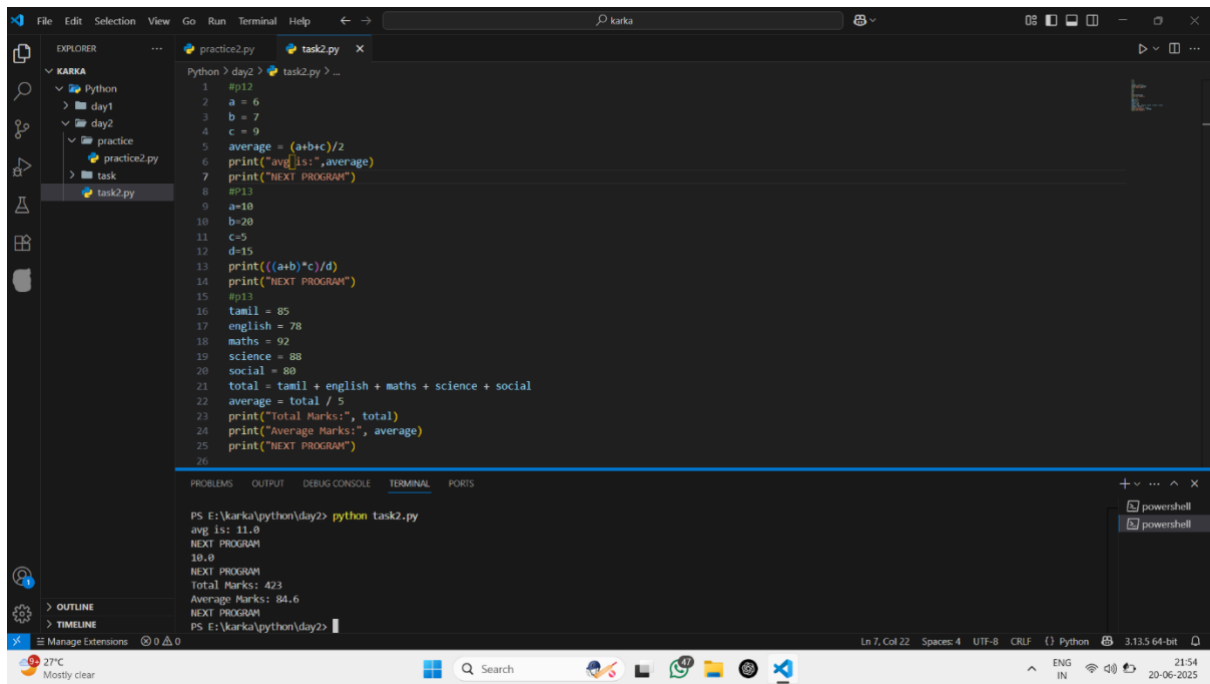 File Edit Selection View Go Run Terminal Help
karka
EXPLORER
KARKA
Python
day1
day2
practice
practice2.py
task
task2.py
OUTLINE
TIMELINE
practice2.py
task2.py
Python > day2 > task2.py > ...
1 #p12
2 a = 6
3 b = 7
4 c = 9
5 average = (a+b+c)/2
6 print("avg is:",average)
7 print("NEXT PROGRAM")
8 #P13
9 a=10
10 b=20
11 c=5
12 d=15
13 print(((a+b)*c)/d)
14 print("NEXT PROGRAM")
15 #p13
16 tamil = 85
17 english = 78
18 maths = 92
19 science = 88
20 social = 80
21 total = tamil + english + maths + science + social
22 average = total / 5
23 print("Total Marks:", total)
24 print("Average Marks:", average)
25 print("NEXT PROGRAM")
26
PROBLEMS OUTPUT DEBUG CONSOLE TERMINAL PORTS
PS E:\karka\python\day2> python task2.py
avg is: 11.0
NEXT PROGRAM
10.0
NEXT PROGRAM
Total Marks: 423
Average Marks: 84.6
NEXT PROGRAM
PS E:\karka\python\day2>
powershell
powershell
Manage Extensions 0 0
Ln 7, Col 22 Spaces: 4 UTF-8 CRLF {} Python 3.13.5 64-bit
1
9+
27°C
Mostly clear
Search
47
ENG
IN
21:54
20-06-2025